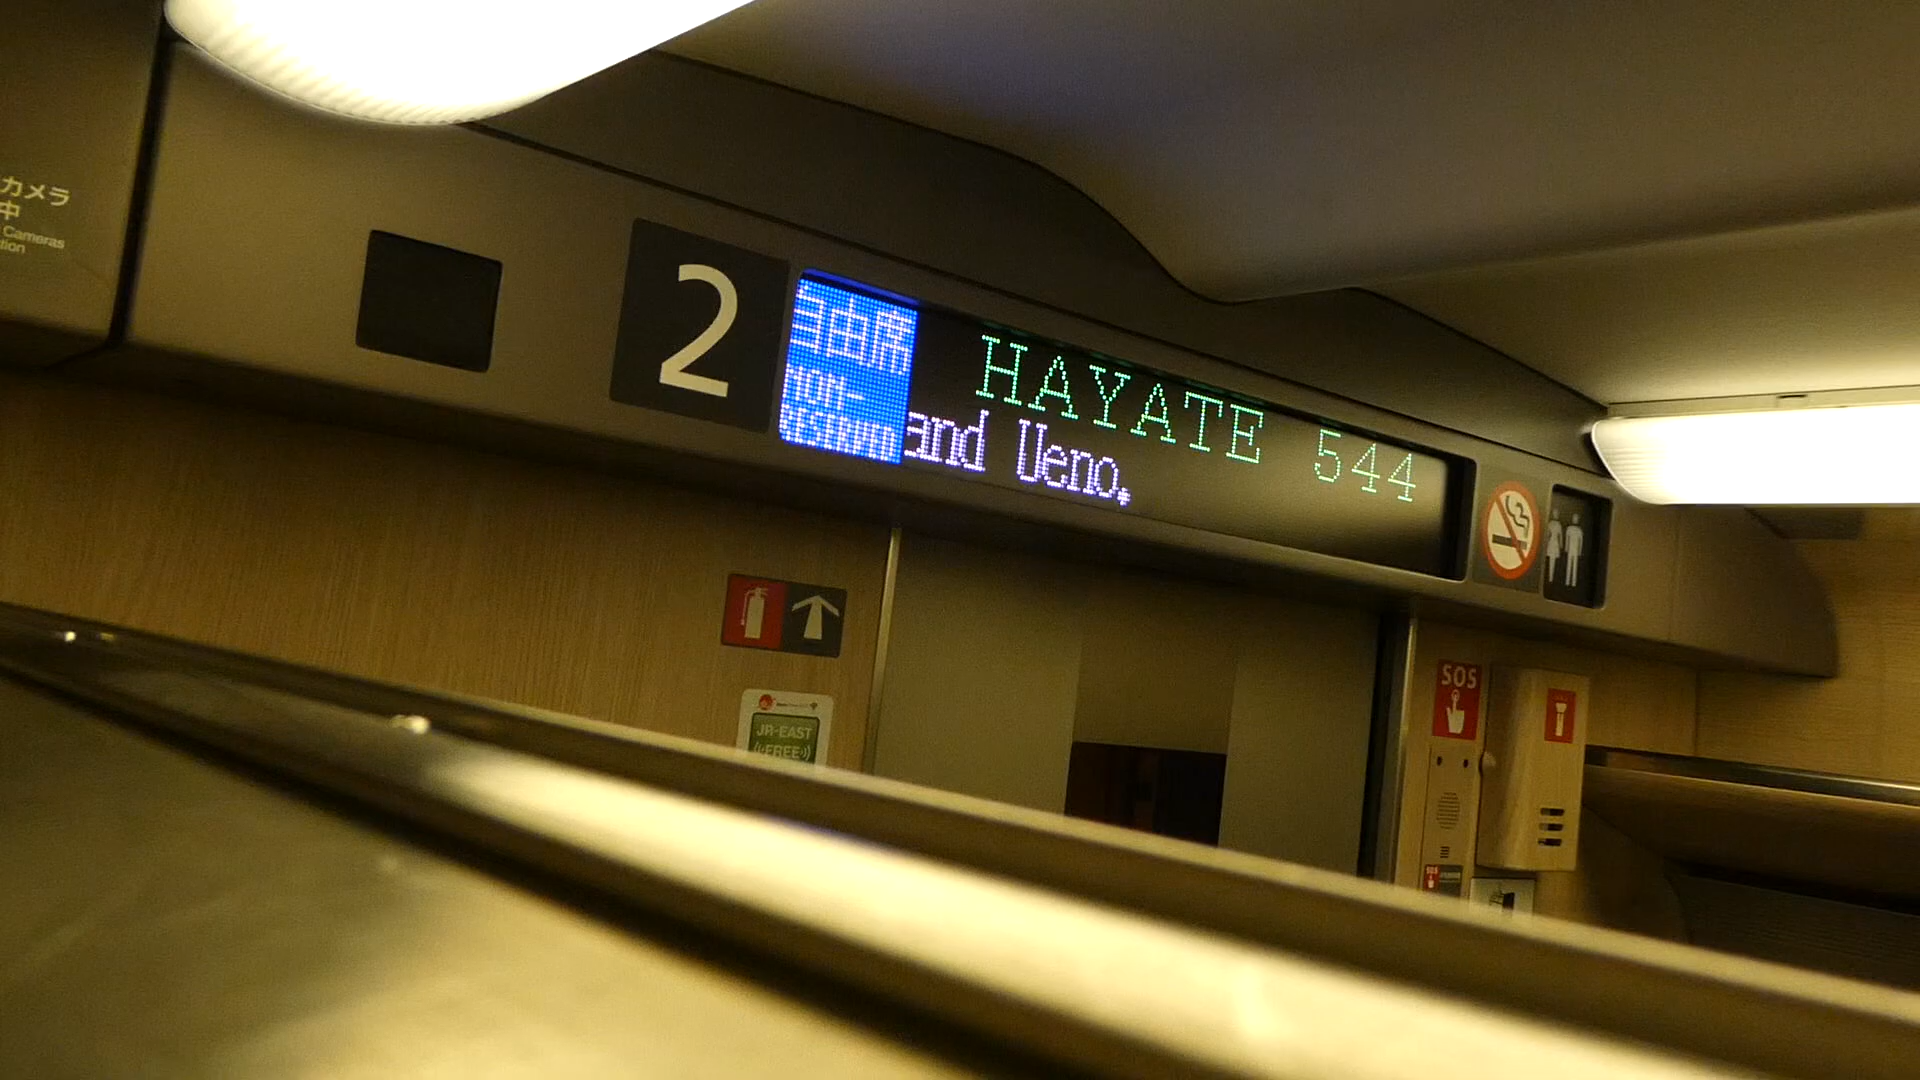 カメラ
中
Cameras
tion
2
自由席
NON-
HAYATE 544
and Ueno.
SOS
JR-EAST
FREE